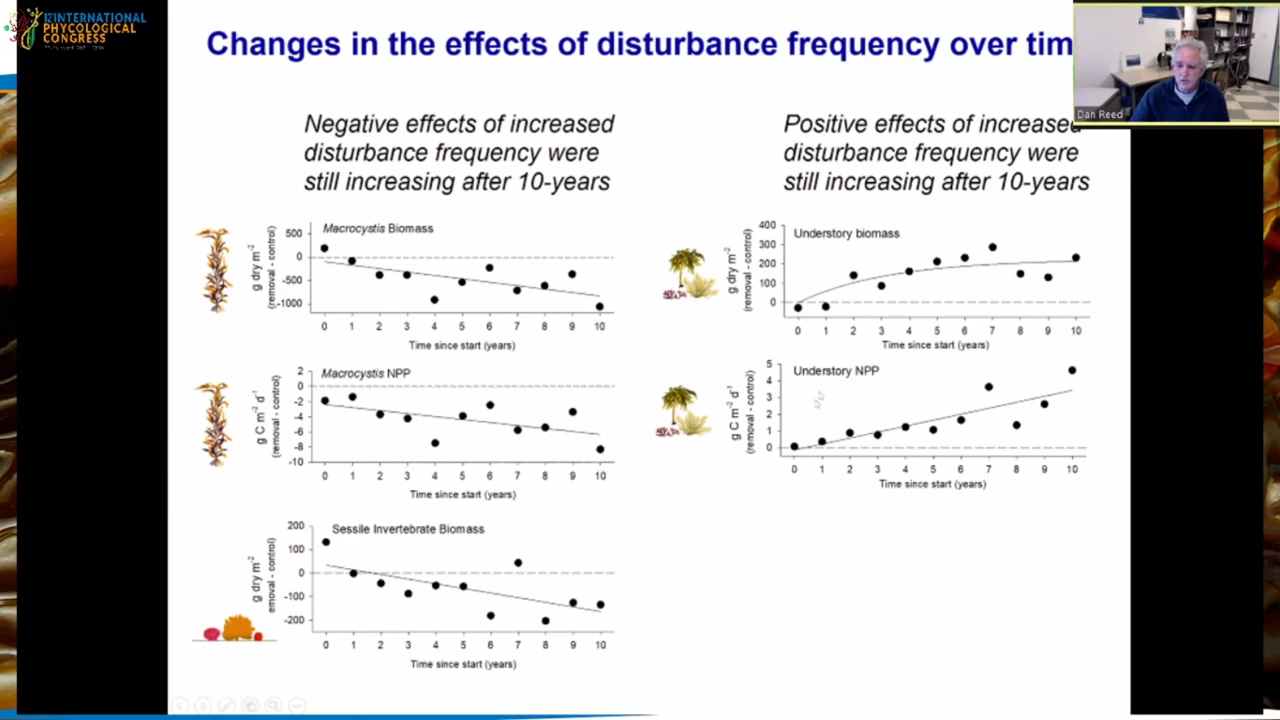 12th INTERNATIONAL
PHYCOLOGICAL
CONGRESS
Changes in the effects of disturbance frequency over tim
Dan Reed
Negative effects of increased
disturbance frequency were
still increasing after 10-years
Positive effects of increased
disturbance frequency were
still increasing after 10-years
Macrocystis Biomass
g dry m⁻²
(removal - control)
500
0
-500
-1000
0 1 2 3 4 5 6 7 8 9 10
Time since start (years)
Macrocystis NPP
g C m⁻² d⁻¹
(removal - control)
2
0
-2
-4
-6
-8
-10
0 1 2 3 4 5 6 7 8 9 10
Time since start (years)
Sessile Invertebrate Biomass
g dry m⁻²
emoval - control)
200
100
0
-100
-200
0 1 2 3 4 5 6 7 8 9 10
Time since start (years)
Understory biomass
g dry m⁻²
(removal - control)
400
300
200
100
0
0 1 2 3 4 5 6 7 8 9 10
Time since start (years)
Understory NPP
g C m⁻² d⁻¹
(removal - control)
5
4
3
2
1
0
0 1 2 3 4 5 6 7 8 9 10
Time since start (years)